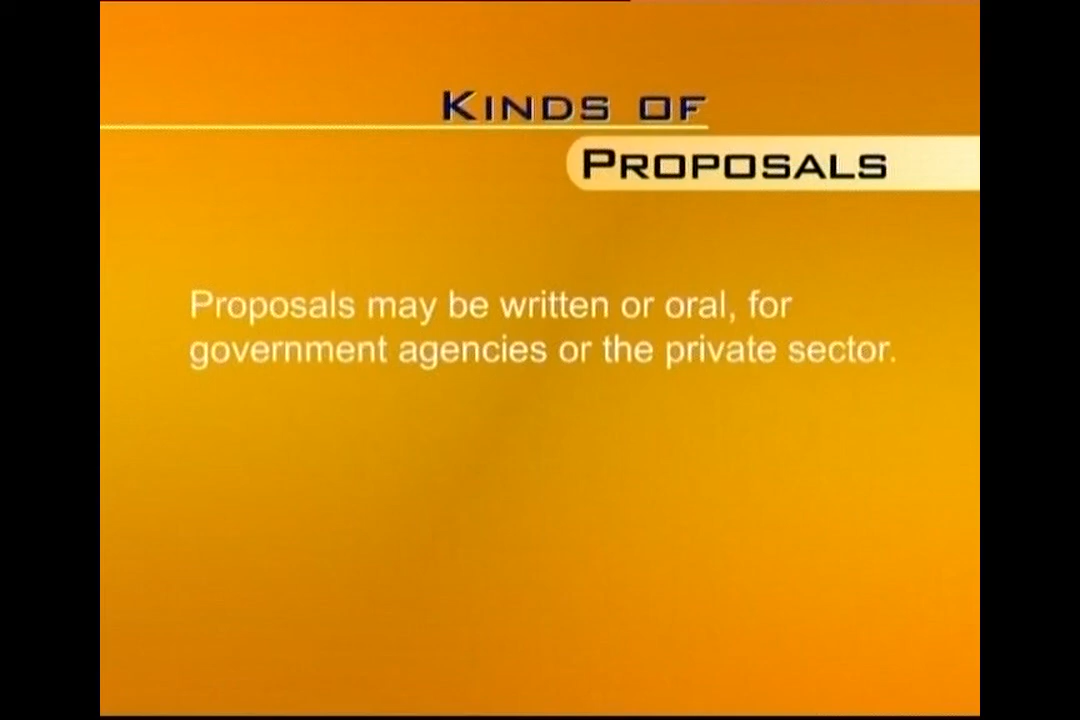 KINDS OF
PROPOSALS
Proposals may be written or oral, for
government agencies or the private sector.